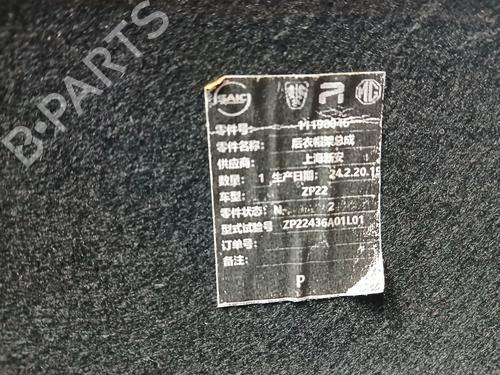 B-PARTS
SAIC MG
零件号: 11198046
零件名称: 后衣帽架总成
供应商: 上海新安
数量: 1 生产日期: 24.2.20.15
车型: ZP22
零件状态: N. 2
型式试验号 ZP22436A01L01
订单号:
备注:
P